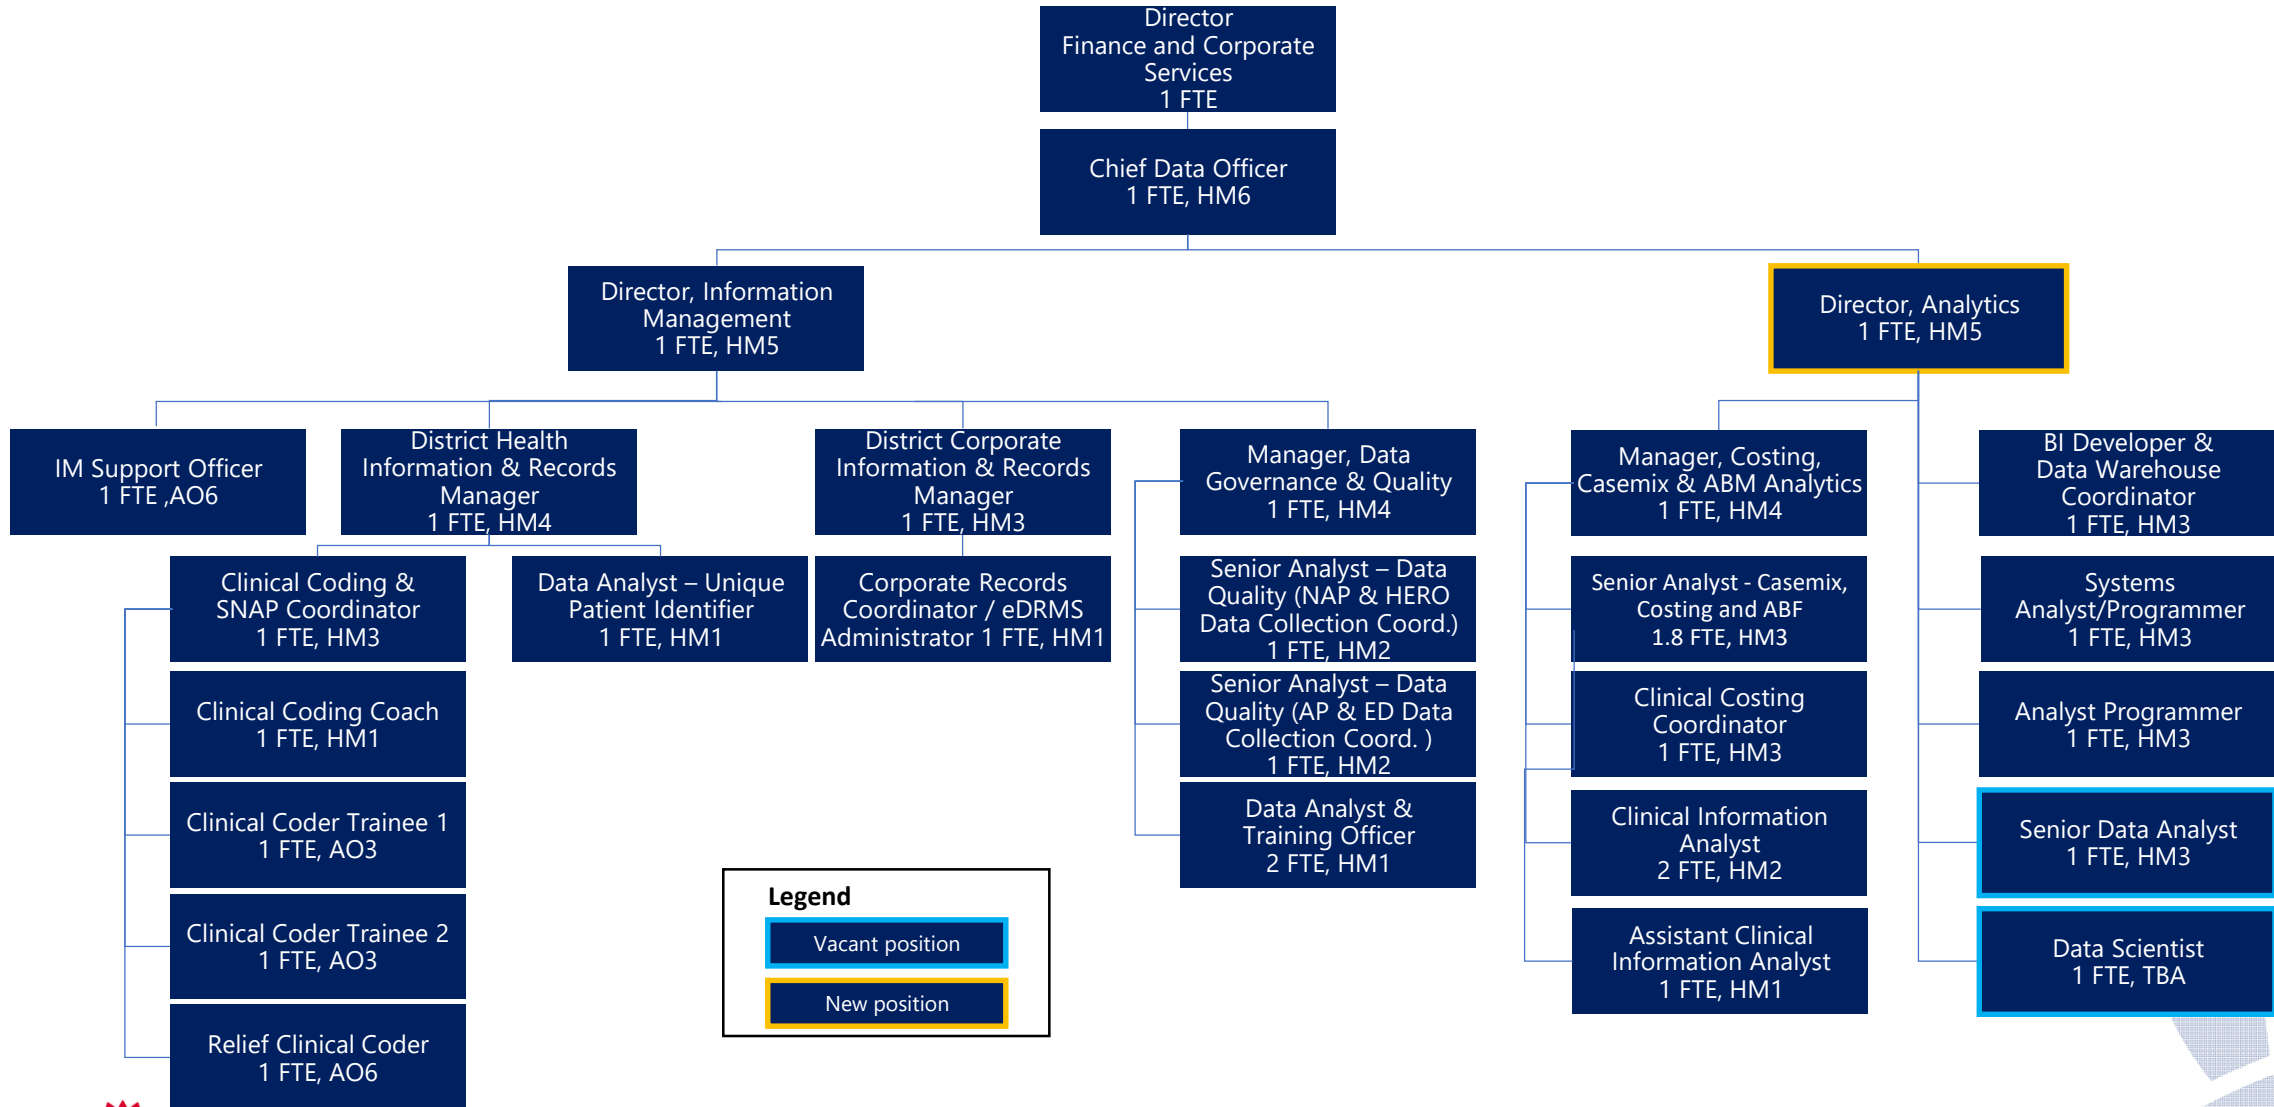 Director
Finance and Corporate
Services
1 FTE
Chief Data Officer
1 FTE, HM6
Director, Information
Management
1 FTE, HM5
Director, Analytics
1 FTE, HM5
IM Support Officer
1 FTE ,AO6
District Health
Information & Records
Manager
1 FTE, HM4
District Corporate
Information & Records
Manager
1 FTE, HM3
Manager, Data
Governance & Quality
1 FTE, HM4
Manager, Costing,
Casemix & ABM Analytics
1 FTE, HM4
BI Developer &
Data Warehouse
Coordinator
1 FTE, HM3
Clinical Coding &
SNAP Coordinator
1 FTE, HM3
Data Analyst – Unique
Patient Identifier
1 FTE, HM1
Corporate Records
Coordinator / eDRMS
Administrator 1 FTE, HM1
Senior Analyst – Data
Quality (NAP & HERO
Data Collection Coord.)
1 FTE, HM2
Senior Analyst - Casemix,
Costing and ABF
1.8 FTE, HM3
Systems
Analyst/Programmer
1 FTE, HM3
Clinical Coding Coach
1 FTE, HM1
Senior Analyst – Data
Quality (AP & ED Data
Collection Coord. )
1 FTE, HM2
Clinical Costing
Coordinator
1 FTE, HM3
Analyst Programmer
1 FTE, HM3
Clinical Coder Trainee 1
1 FTE, AO3
Data Analyst &
Training Officer
2 FTE, HM1
Clinical Information
Analyst
2 FTE, HM2
Senior Data Analyst
1 FTE, HM3
Clinical Coder Trainee 2
1 FTE, AO3
Assistant Clinical
Information Analyst
1 FTE, HM1
Data Scientist
1 FTE, TBA
Relief Clinical Coder
1 FTE, AO6
Legend
Vacant position
New position